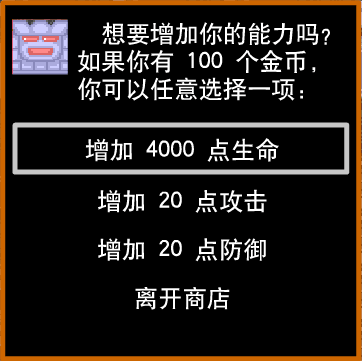 想要增加你的能力吗?
如果你有 100 个金币,
你可以任意选择一项:
增加 4000 点生命
增加 20 点攻击
增加 20 点防御
离开商店